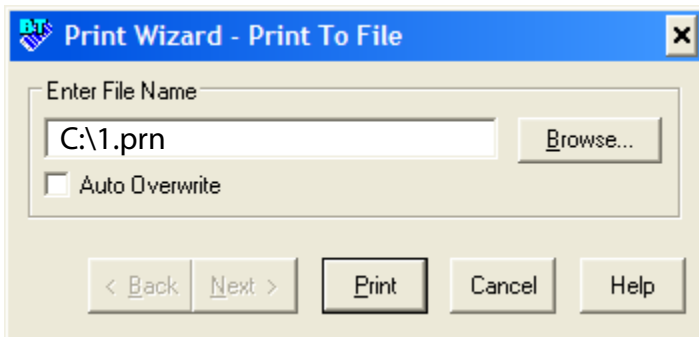 Print Wizard - Print To File
Enter File Name
C:\1.prn
Browse...
Auto Overwrite
< Back Next > Print Cancel Help